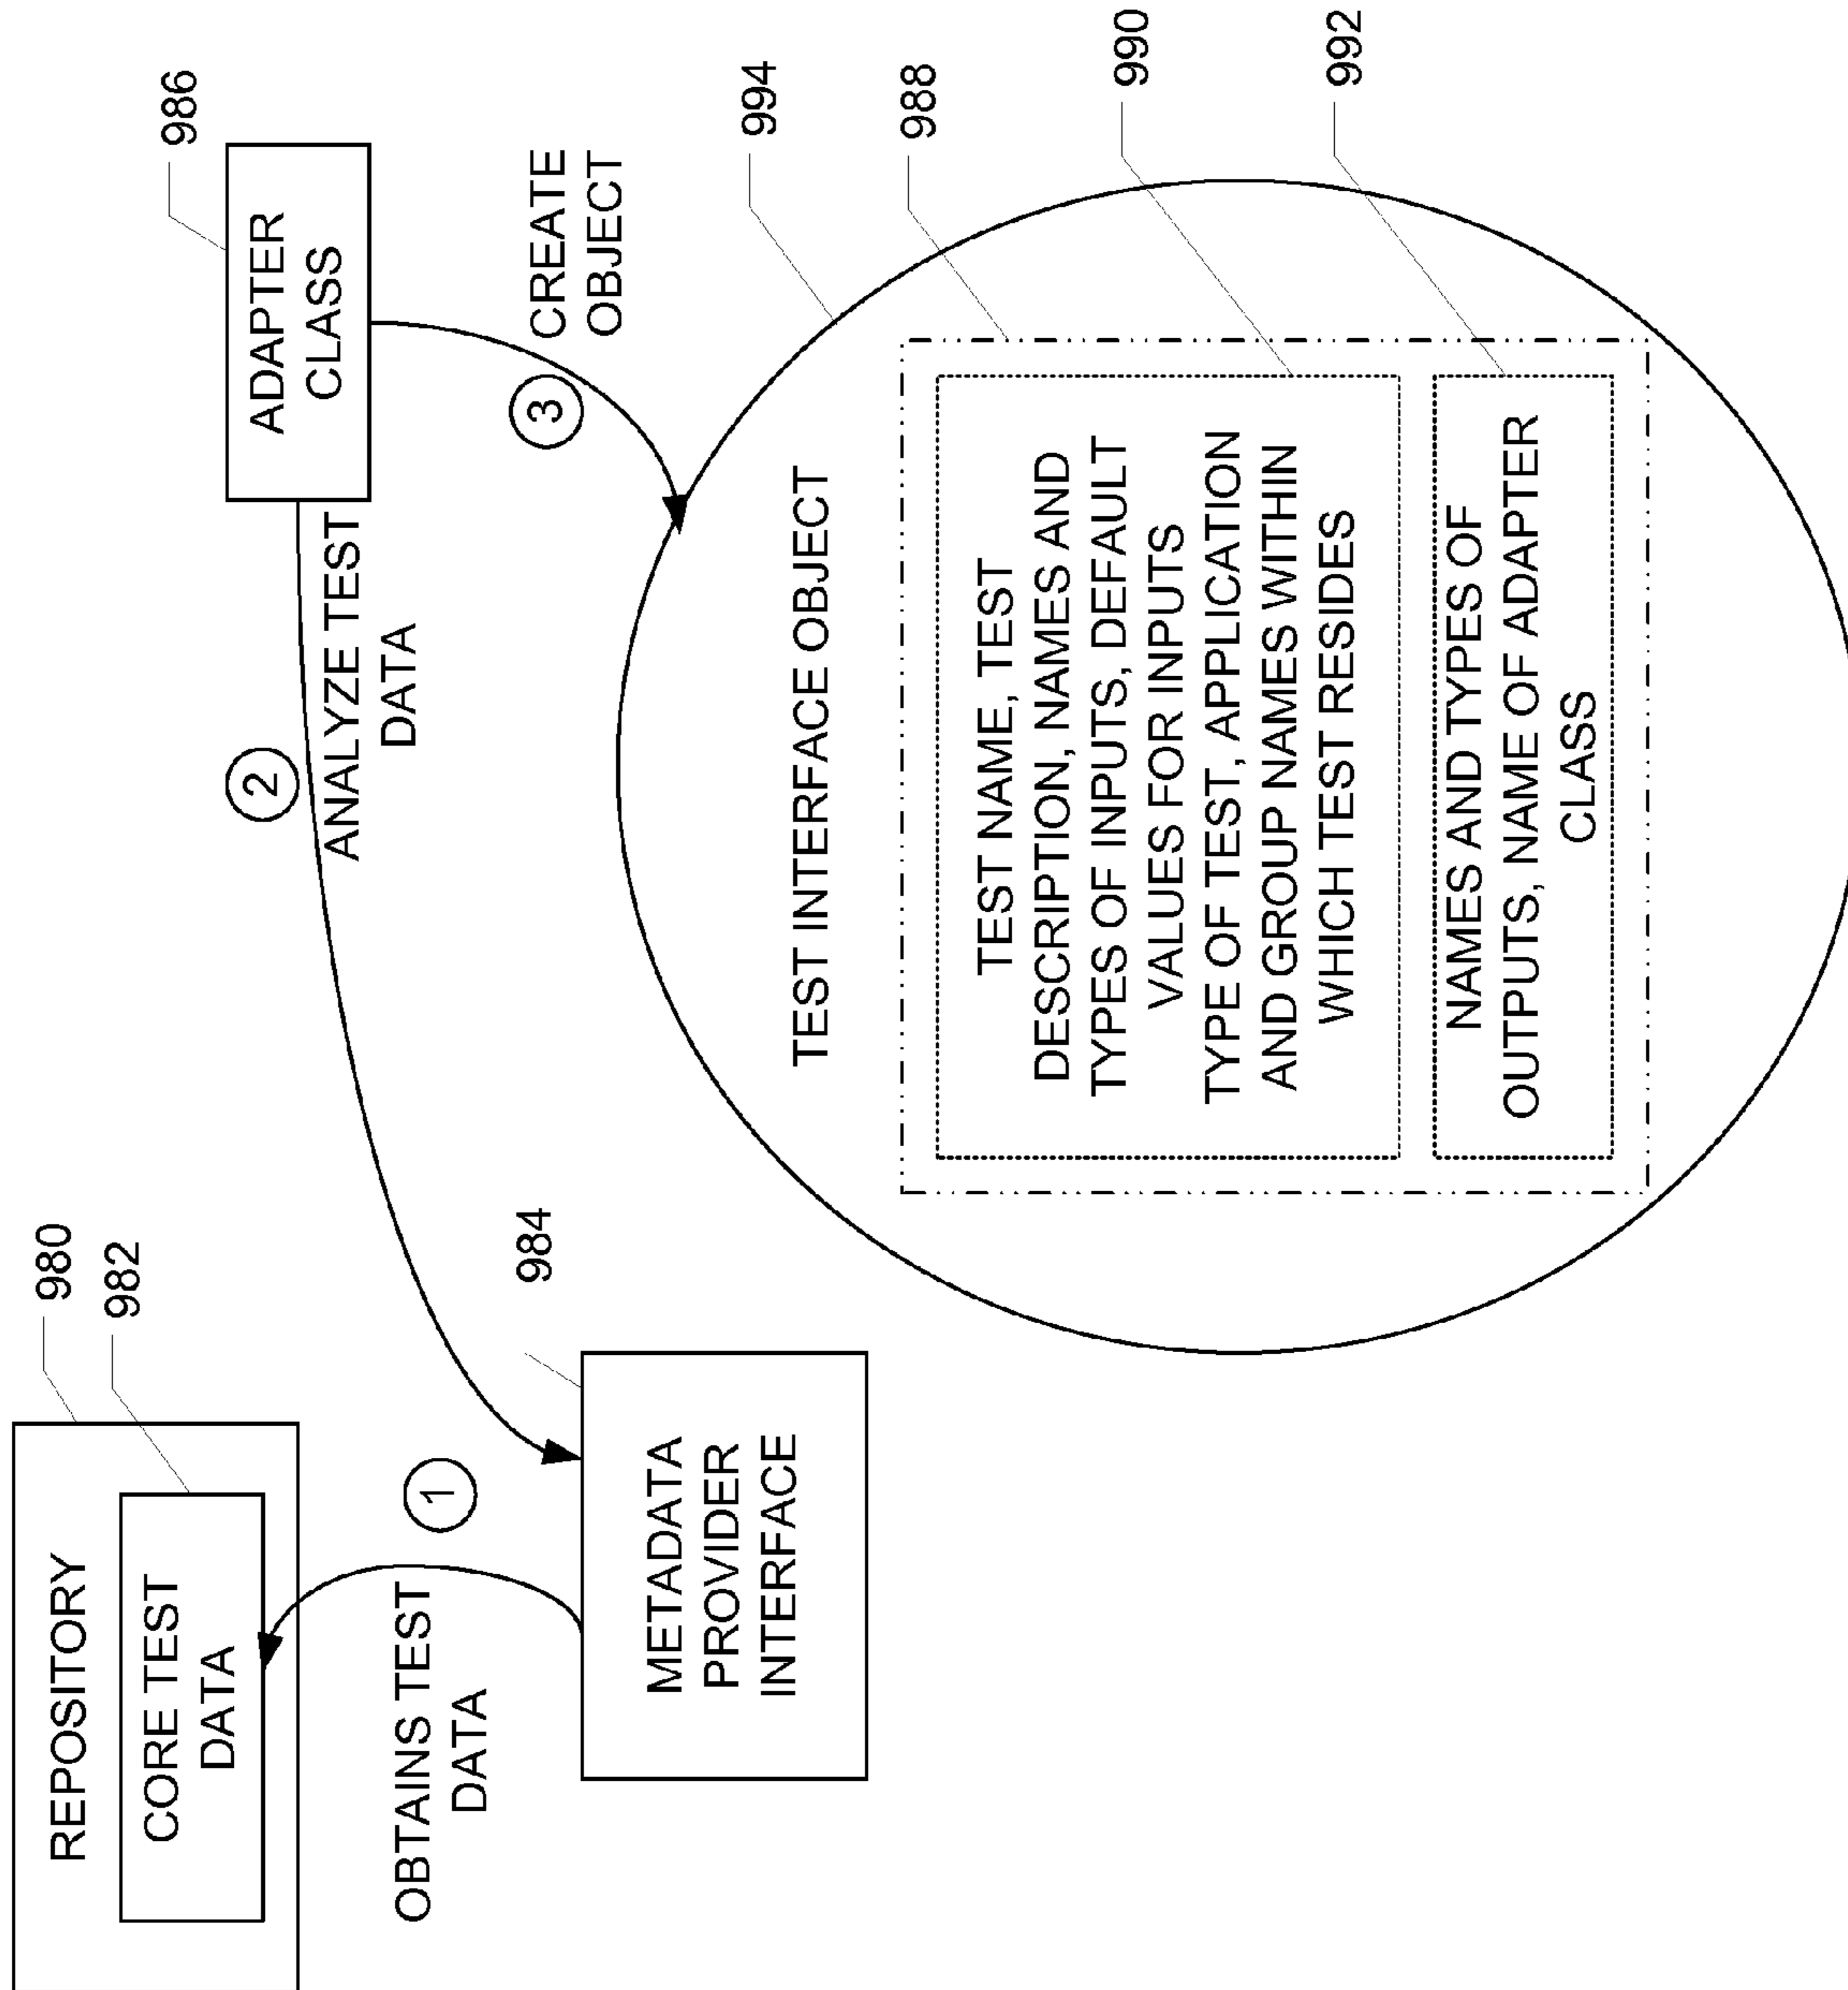 REPOSITORY
980
CORE TEST
DATA
982
OBTAINS TEST
DATA
1
METADATA
PROVIDER
INTERFACE
984
2
ANALYZE TEST
DATA
ADAPTER
CLASS
986
3
CREATE
OBJECT
TEST INTERFACE OBJECT
994
988
TEST NAME, TEST
DESCRIPTION, NAMES AND
TYPES OF INPUTS, DEFAULT
VALUES FOR INPUTS
TYPE OF TEST, APPLICATION
AND GROUP NAMES WITHIN
WHICH TEST RESIDES
990
NAMES AND TYPES OF
OUTPUTS, NAME OF ADAPTER
CLASS
992